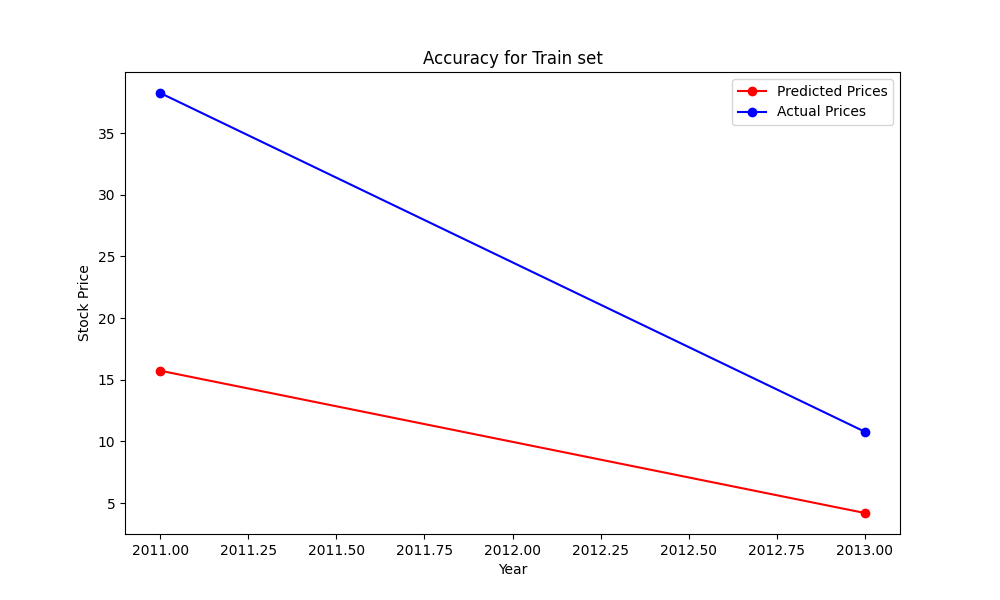 Accuracy for Train set
Predicted Prices
Actual Prices
Stock Price
35
30
25
20
15
10
5
2011.00 2011.25 2011.50 2011.75 2012.00 2012.25 2012.50 2012.75 2013.00
Year